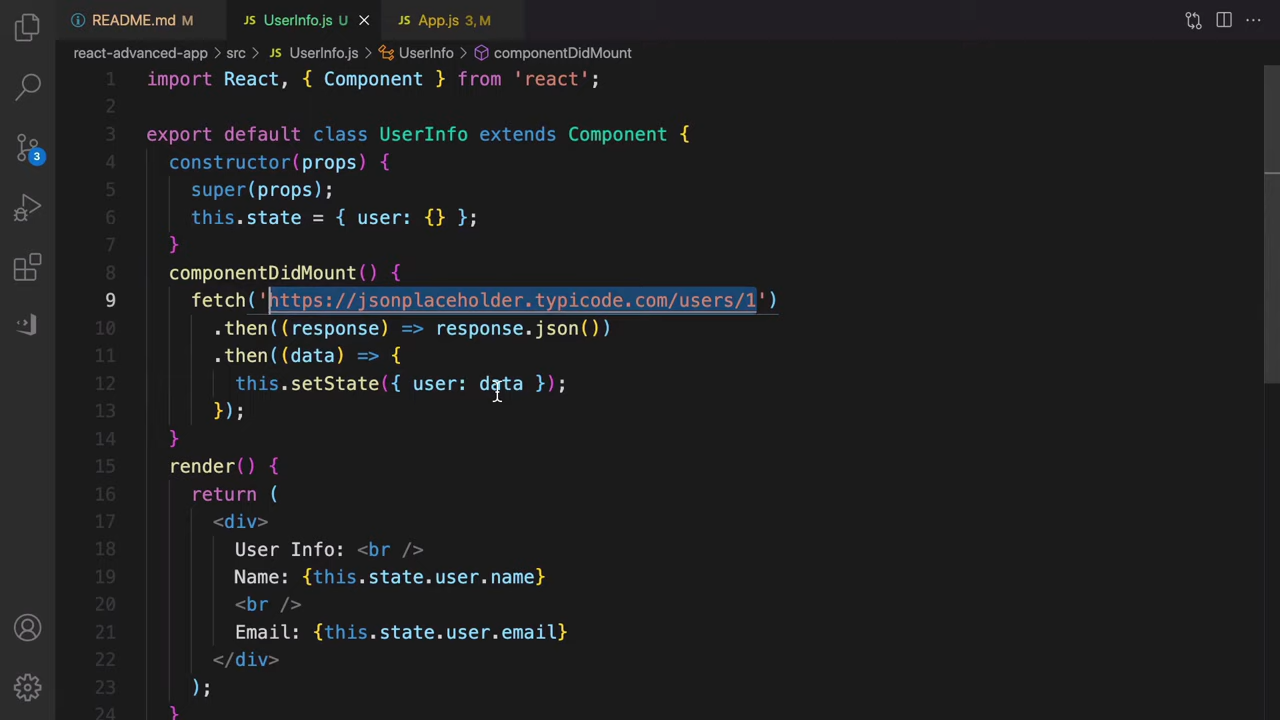 README.md M JS UserInfo.js U JS App.js 3, M
react-advanced-app > src > JS UserInfo.js > UserInfo > componentDidMount
1 import React, { Component } from 'react';
2
3 export default class UserInfo extends Component {
4 constructor(props) {
5 super(props);
6 this.state = { user: {} };
7 }
8 componentDidMount() {
9 fetch('https://jsonplaceholder.typicode.com/users/1')
10 .then((response) => response.json())
11 .then((data) => {
12 this.setState({ user: data });
13 });
14 }
15 render() {
16 return (
17 <div>
18 User Info: <br />
19 Name: {this.state.user.name}
20 <br />
21 Email: {this.state.user.email}
22 </div>
23 );
24 }
3